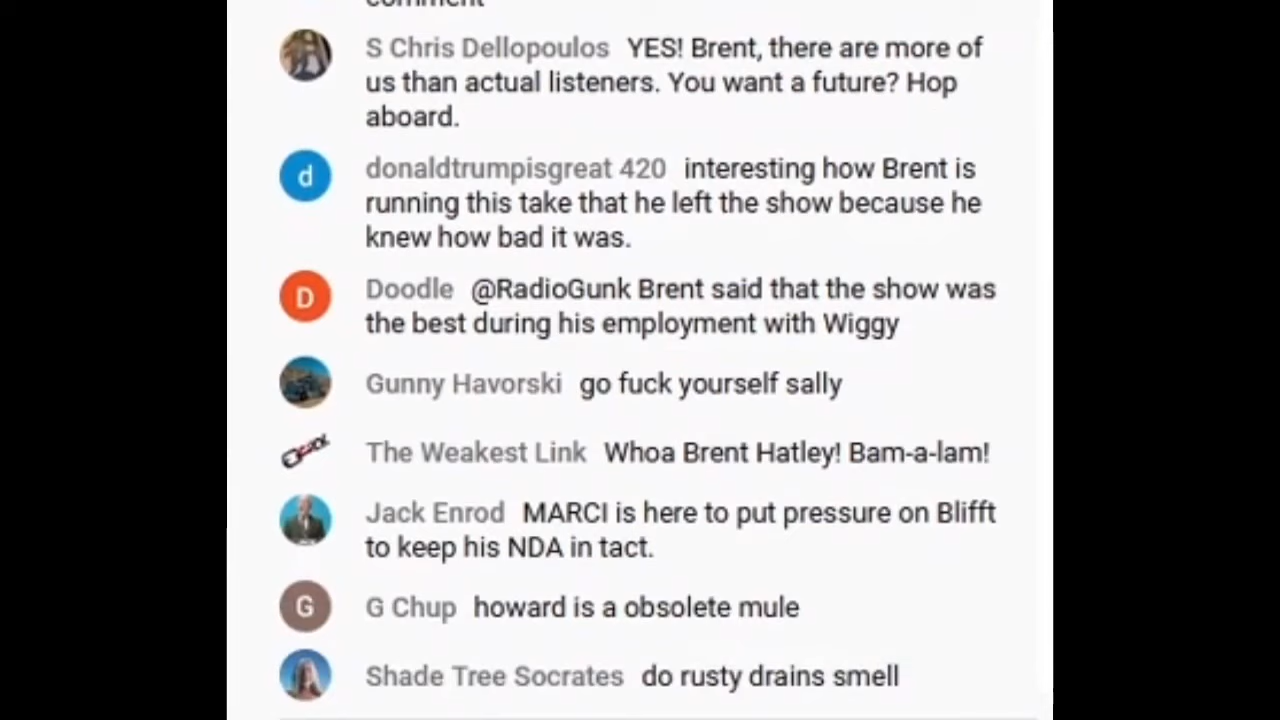 comment
S Chris Dellopoulos YES! Brent, there are more of
us than actual listeners. You want a future? Hop
aboard.
d
donaldtrumpisgreat 420 interesting how Brent is
running this take that he left the show because he
knew how bad it was.
D
Doodle @RadioGunk Brent said that the show was
the best during his employment with Wiggy
Gunny Havorski go fuck yourself sally
The Weakest Link Whoa Brent Hatley! Bam-a-lam!
Jack Enrod MARCI is here to put pressure on Blifft
to keep his NDA in tact.
G
G Chup howard is a obsolete mule
Shade Tree Socrates do rusty drains smell